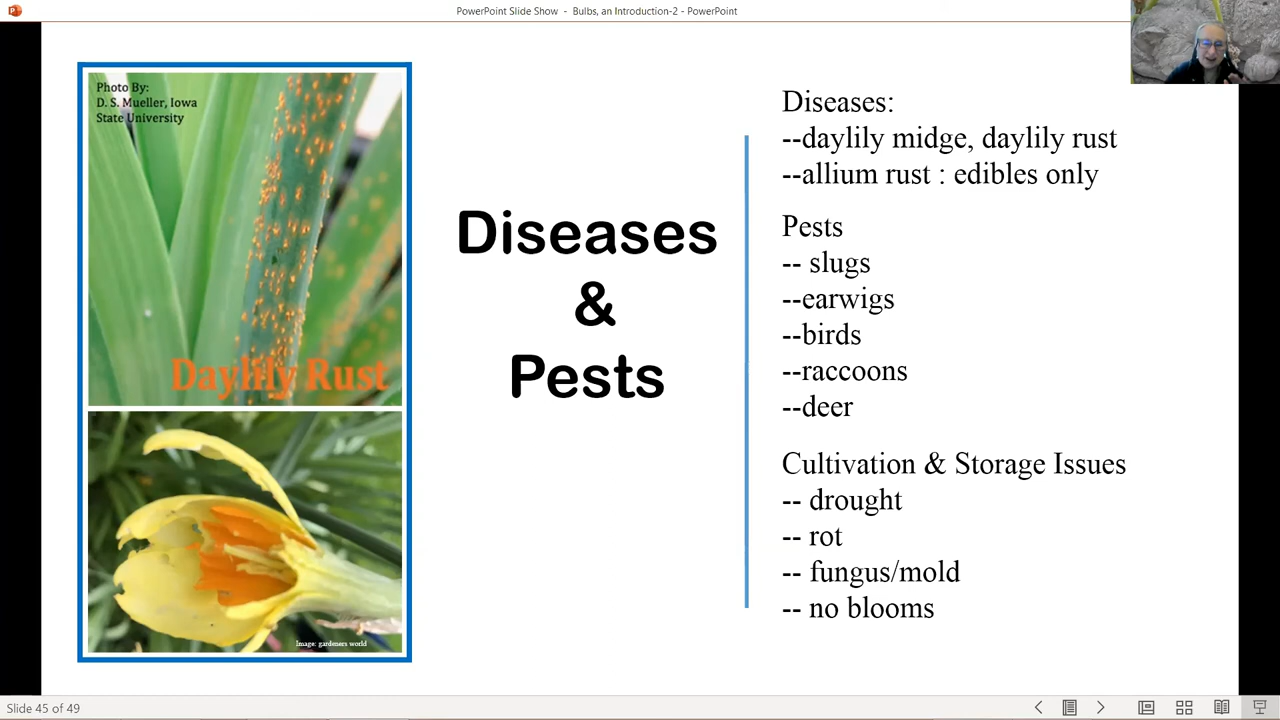 PowerPoint Slide Show - Bulbs, an Introduction-2 - PowerPoint
Photo By:
D. S. Mueller, Iowa
State University
Daylily Rust
Image: gardeners world
Diseases
&
Pests
Diseases:
--daylily midge, daylily rust
--allium rust : edibles only
Pests
-- slugs
--earwigs
--birds
--raccoons
--deer
Cultivation & Storage Issues
-- drought
-- rot
-- fungus/mold
-- no blooms
Slide 45 of 49